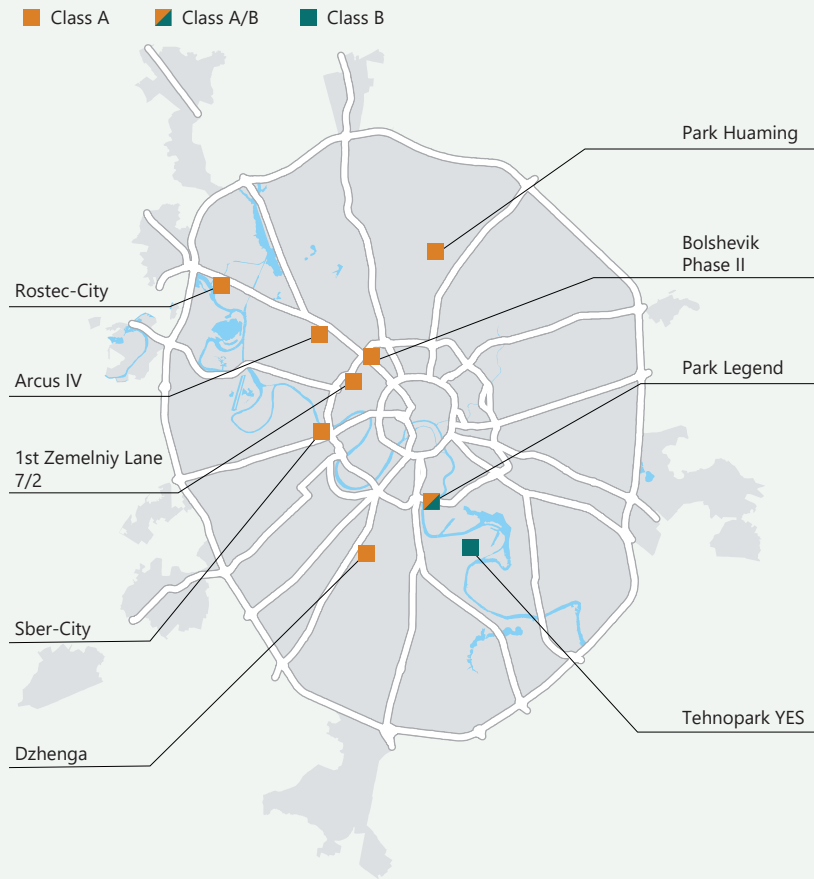 Class A
Class A/B
Class B
Park Huaming
Bolshevik
Phase II
Rostec-City
Park Legend
Arcus IV
1st Zemelniy Lane
7/2
Sber-City
Tehnopark YES
Dzhenga